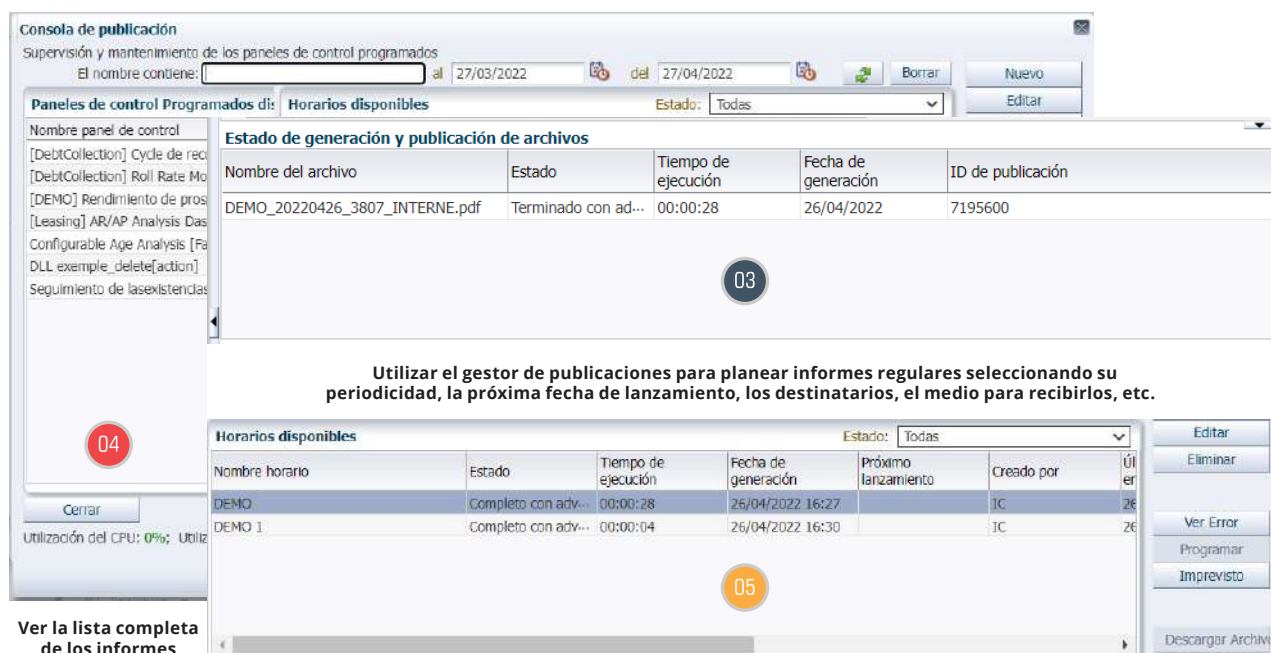 Consola de publicación
Supervisión y mantenimiento de los paneles de control programados
El nombre contiene: al 27/03/2022 del 27/04/2022 Borrar Nuevo
Paneles de control Programados Horarios disponibles Estado: Todas Editar
Nombre panel de control
[DebtCollection] Cycle de
[DebtCollection] Roll Rate
[DEMO] Rendimiento de
[Leasing] AR/AP Analysis
Configurable Age Analysis
DLL exemple_delete[action]
Seguimiento de lasexistencias
Estado de generación y publicación de archivos
Nombre del archivo Estado Tiempo de ejecución Fecha de generación ID de publicación
DEMO_20220426_3807_INTERNE.pdf Terminado con ad... 00:00:28 26/04/2022 7195600
03
Utilizar el gestor de publicaciones para planear informes regulares seleccionando su
periodicidad, la próxima fecha de lanzamiento, los destinatarios, el medio para recibirlos, etc.
04
Cerrar
Utilización del CPU: 0%;
Horarios disponibles Estado: Todas Editar
Eliminar
Nombre horario Estado Tiempo de ejecución Fecha de generación Próximo lanzamiento Creado por
DEMO Completo con adv... 00:00:28 26/04/2022 16:27 IC 26
DEMO 1 Completo con adv... 00:00:04 26/04/2022 16:30 IC 26
Ver Error
Programar
Imprevisto
05
Descargar
Ver la lista completa
de los informes